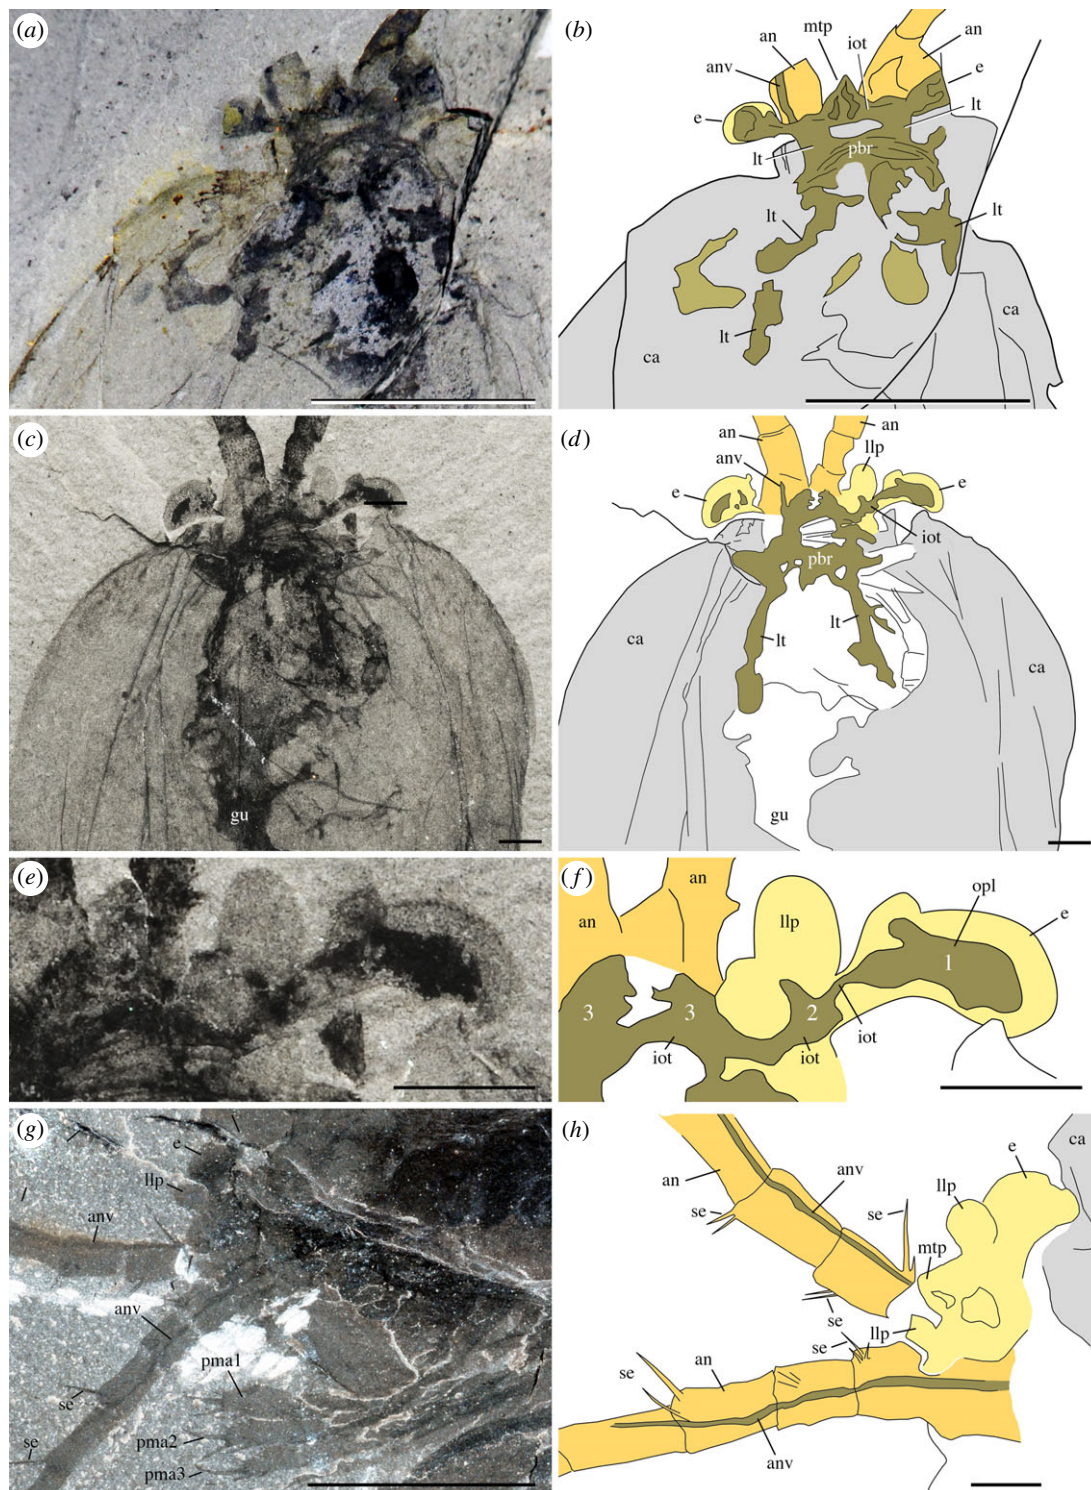 (a)
(b)
an
mtp
iot
an
anv
e
e
lt
lt
pbr
lt
lt
lt
ca
ca
(c)
gu
(d)
an
an
llp
anv
e
e
iot
pbr
lt
lt
ca
ca
gu
(e)
(f)
an
an
llp
opl
e
1
2
3
3
iot
iot
iot
(g)
e
llp
anv
anv
pma1
se
se
pma2
pma3
(h)
ca
e
an
anv
llp
se
se
mtp
se
se
llp
an
se
anv